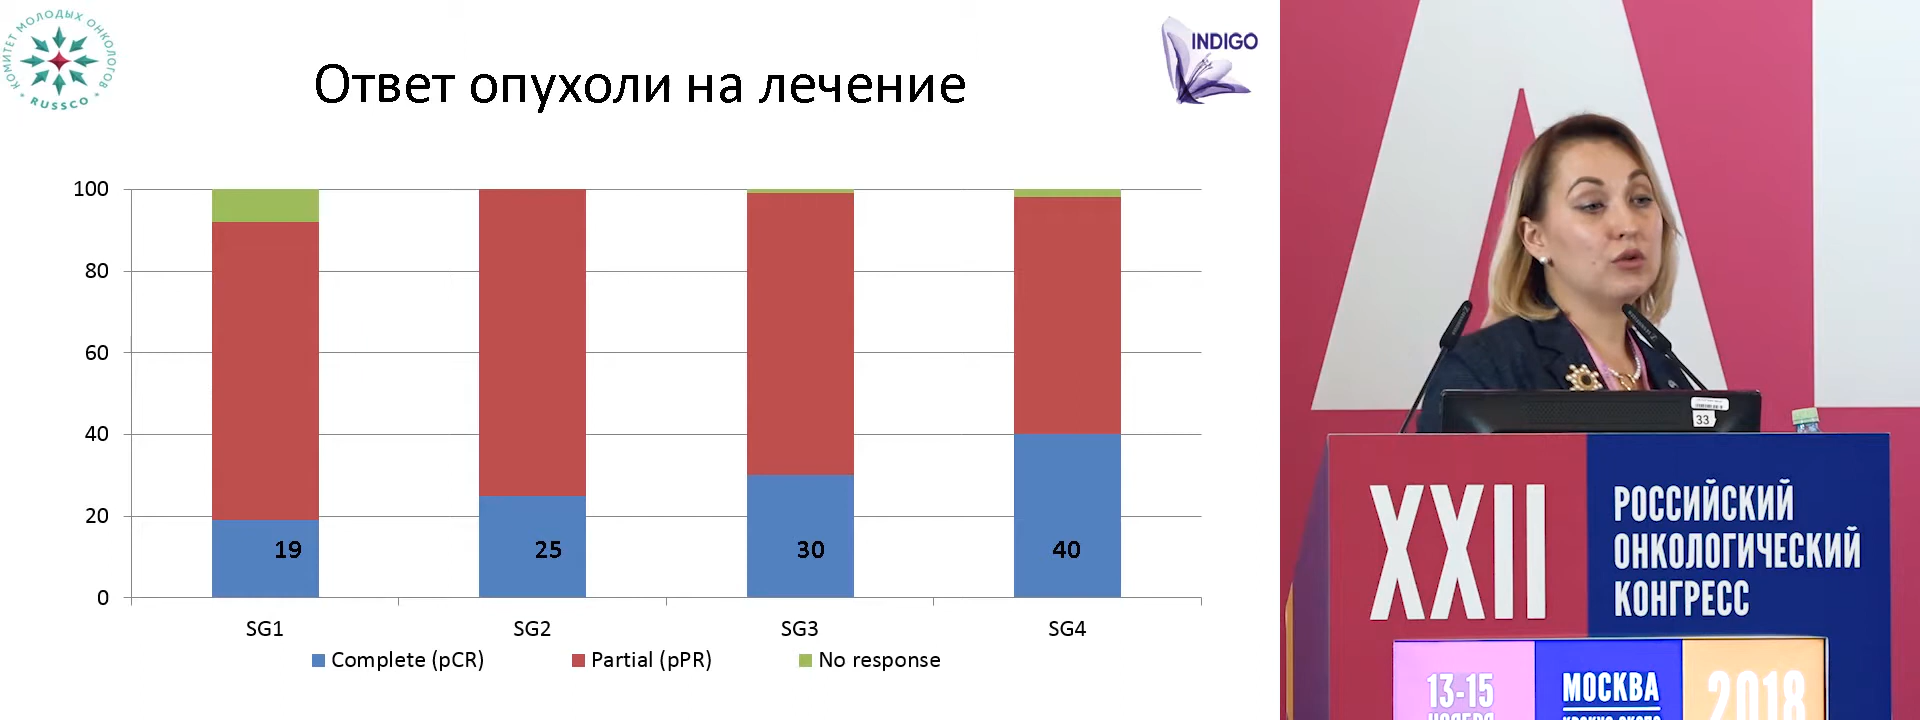 КОМИТЕТ МОЛОДЫХ ОНКОЛОГОВ
RUSSCO
INDIGO
Ответ опухоли на лечение
100
80
60
40
20
0
19
25
30
40
SG1
SG2
SG3
SG4
Complete (pCR)
Partial (pPR)
No response
33
XXII
РОССИЙСКИЙ
ОНКОЛОГИЧЕСКИЙ
КОНГРЕСС
13-15
НОЯБРЯ
МОСКВА
2018